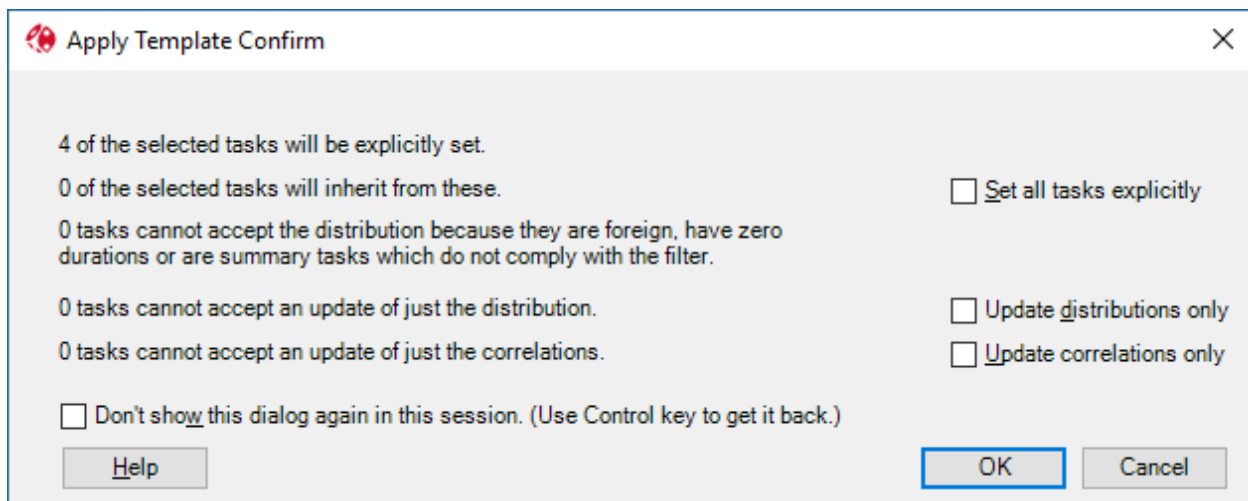 Apply Template Confirm
4 of the selected tasks will be explicitly set.
0 of the selected tasks will inherit from these.
Set all tasks explicitly
0 tasks cannot accept the distribution because they are foreign, have zero
durations or are summary tasks which do not comply with the filter.
0 tasks cannot accept an update of just the distribution.
Update distributions only
0 tasks cannot accept an update of just the correlations.
Update correlations only
Don't show this dialog again in this session. (Use Control key to get it back.)
Help
OK
Cancel